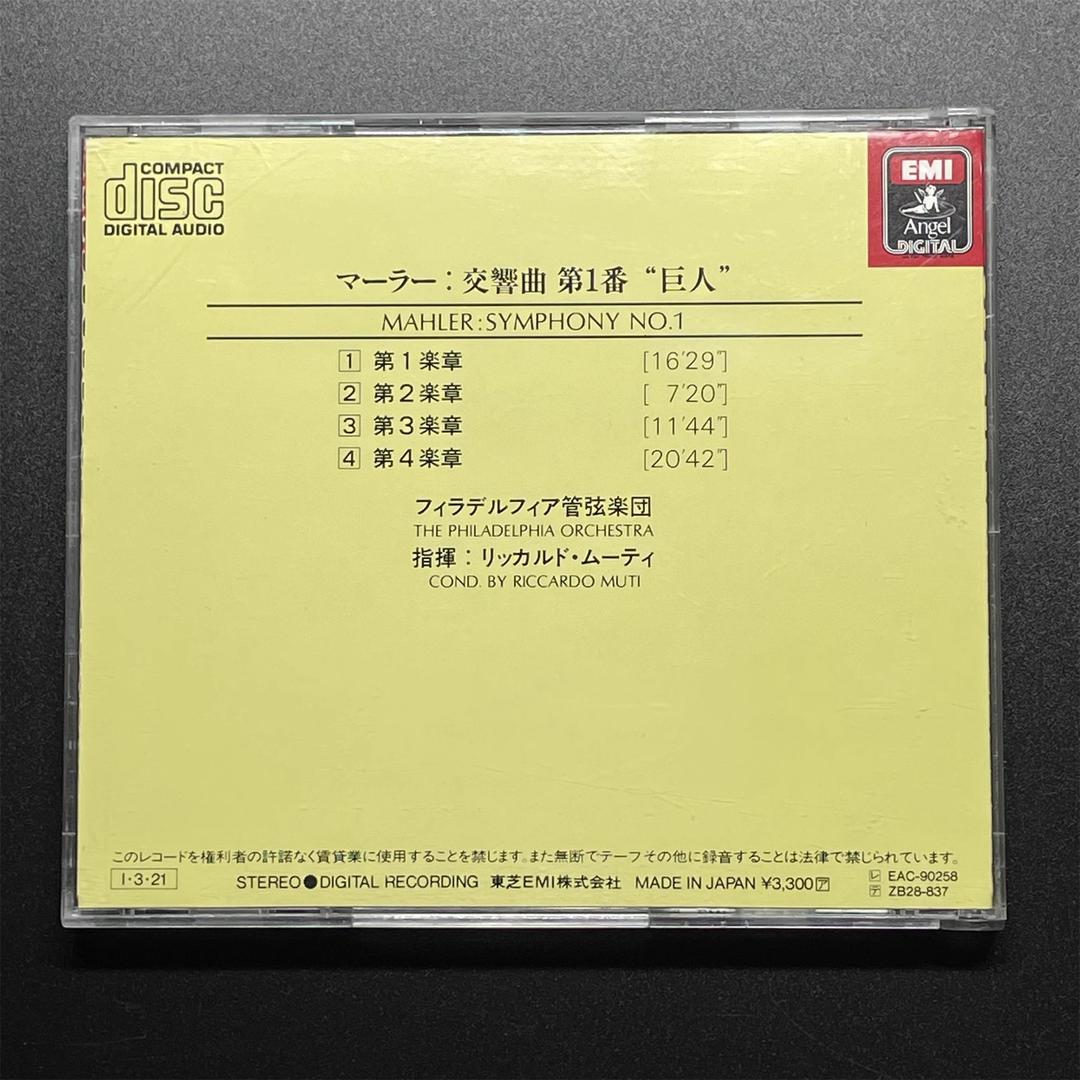 COMPACT
disc
DIGITAL AUDIO
EMI
Angel
DIGITAL
マーラー：交響曲 第1番 “巨人”
MAHLER:SYMPHONY NO.1
1 第1楽章 [16'29"]
2 第2楽章 [ 7'20"]
3 第3楽章 [11'44"]
4 第4楽章 [20'42"]
フィラデルフィア管弦楽団
THE PHILADELPHIA ORCHESTRA
指揮：リッカルド・ムーティ
COND. BY RICCARDO MUTI
このレコードを権利者の許諾なく賃貸業に使用することを禁じます。また無断でテープその他に録音することは法律で禁じられています。
I・3・21 STEREO●DIGITAL RECORDING 東芝EMI株式会社 MADE IN JAPAN ¥3,300ア
レ EAC-90258
テ ZB28-837